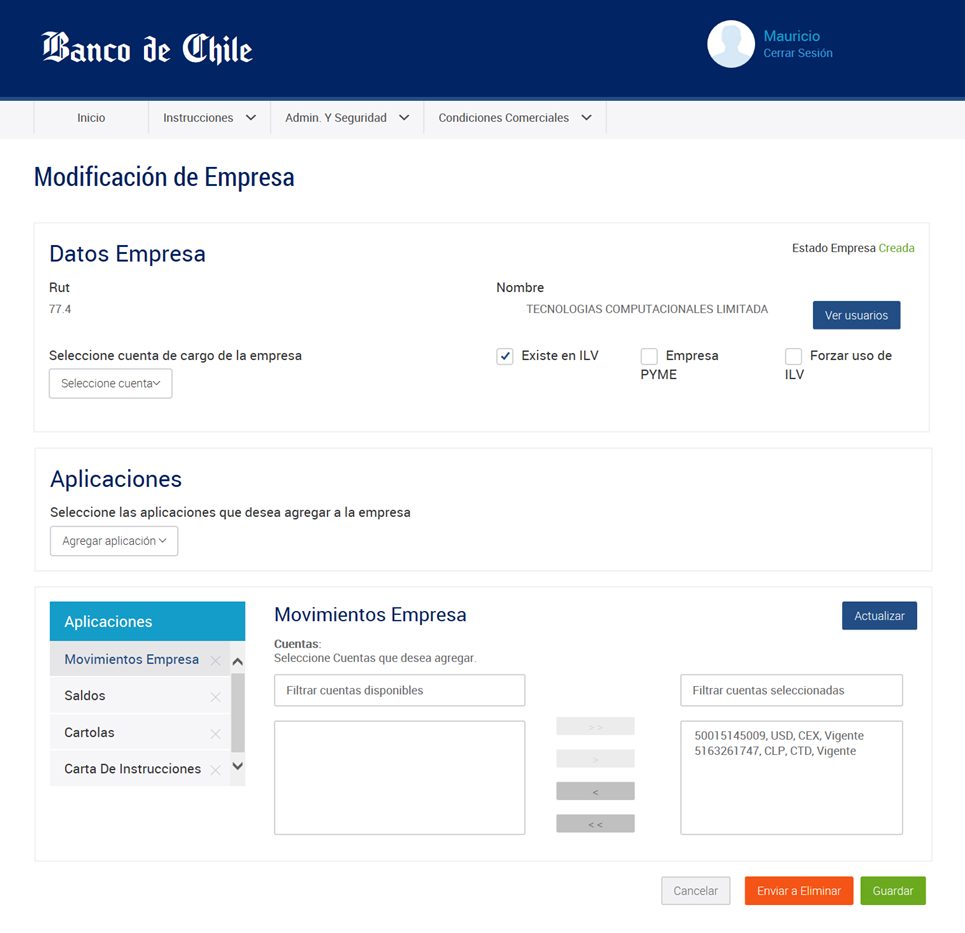 Banco de Chile
Mauricio
Cerrar Sesión
Inicio
Instrucciones
Admin. Y Seguridad
Condiciones Comerciales
Modificación de Empresa
Datos Empresa
Estado Empresa Creada
Rut
Nombre
77.4
TECNOLOGIAS COMPUTACIONALES LIMITADA
Ver usuarios
Seleccione cuenta de cargo de la empresa
Existe en ILV
Empresa
PYME
Forzar uso de
ILV
Seleccione cuenta
Aplicaciones
Seleccione las aplicaciones que desea agregar a la empresa
Agregar aplicación
Aplicaciones
Movimientos Empresa
Saldos
Cartolas
Carta De Instrucciones
Movimientos Empresa
Actualizar
Cuentas:
Seleccione Cuentas que desea agregar.
Filtrar cuentas disponibles
Filtrar cuentas seleccionadas
> >
>
<
< <
50015145009, USD, CEX, Vigente
5163261747, CLP, CTD, Vigente
Cancelar
Enviar a Eliminar
Guardar